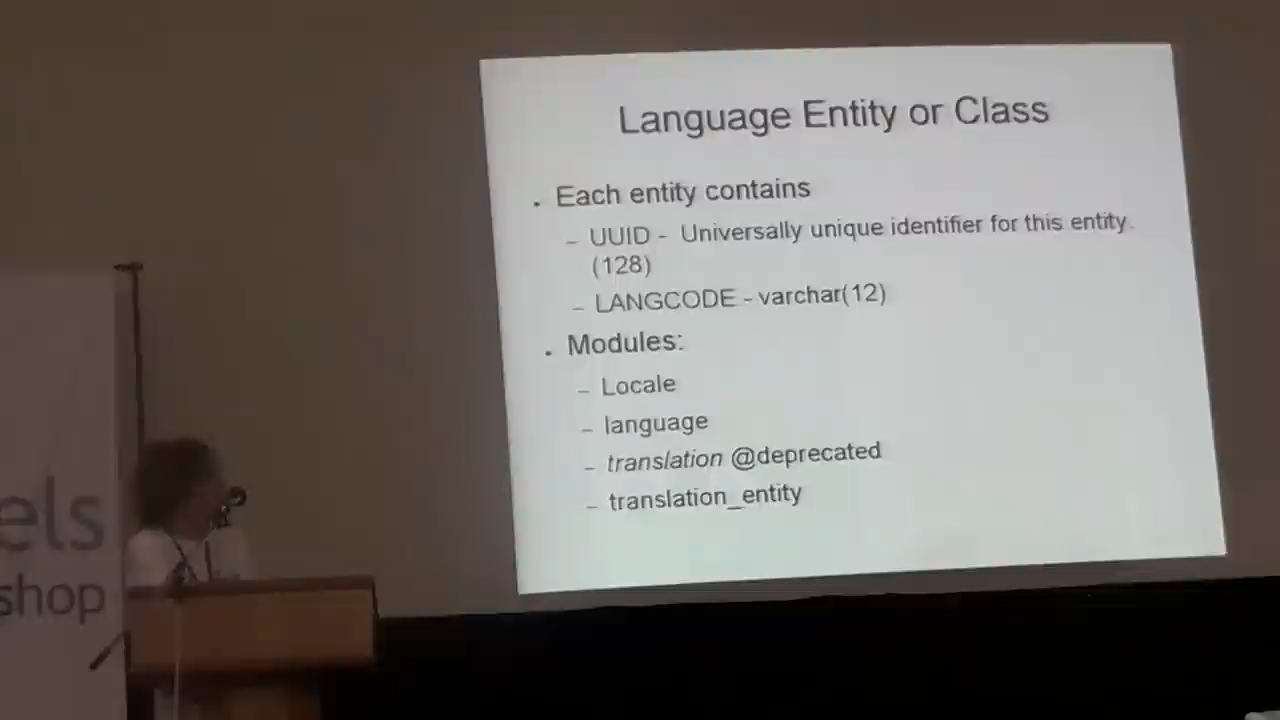 Language Entity or Class
. Each entity contains
– UUID - Universally unique identifier for this entity.
(128)
– LANGCODE - varchar(12)
. Modules:
– Locale
– language
– translation @deprecated
– translation_entity
els
shop